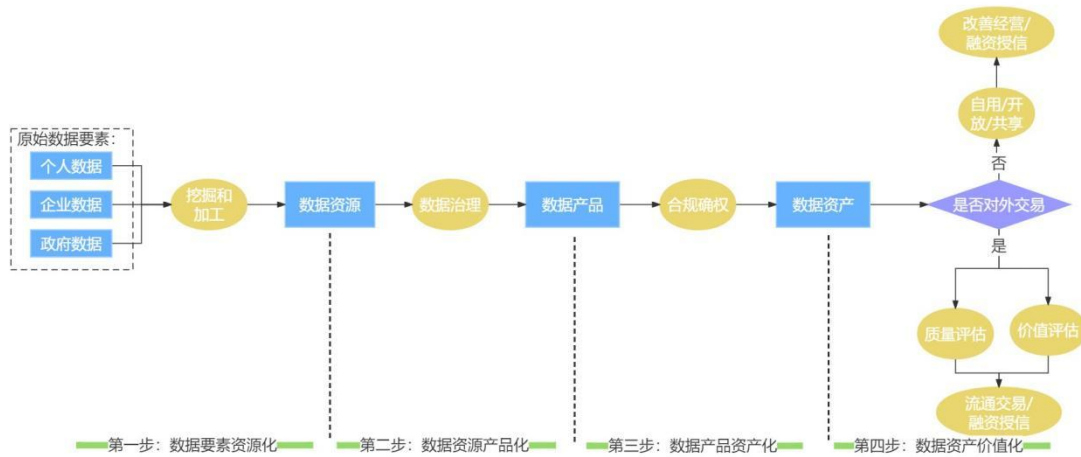 改善经营/
融资授信
自用/开
放/共享
否
原始数据要素:
个人数据
企业数据
政府数据
挖掘和
加工
数据资源
数据治理
数据产品
合规确权
数据资产
是否对外交易
是
质量评估
价值评估
流通交易/
融资授信
第一步：数据要素资源化
第二步：数据资源产品化
第三步：数据产品资产化
第四步：数据资产价值化